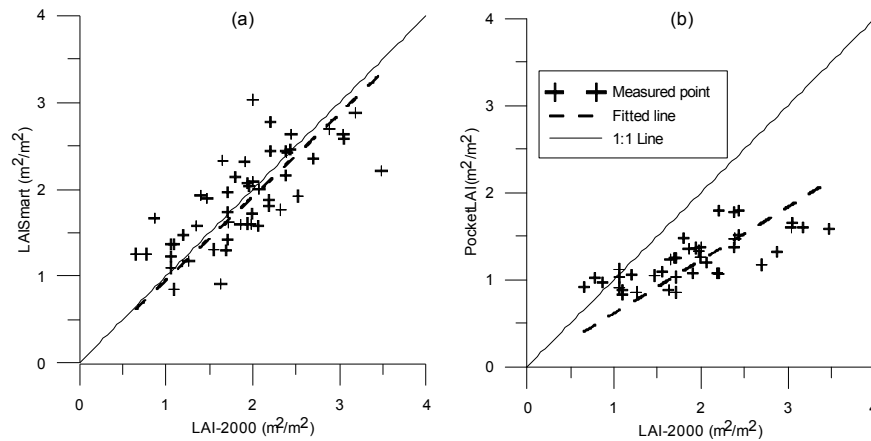 (a)
4
3
2
1
0
LAISmart (m²/m²)
0 1 2 3 4
LAI-2000 (m²/m²)
(b)
4
3
2
1
0
PocketLAI(m²/m²)
Measured point
Fitted line
1:1 Line
0 1 2 3 4
LAI-2000 (m²/m²)